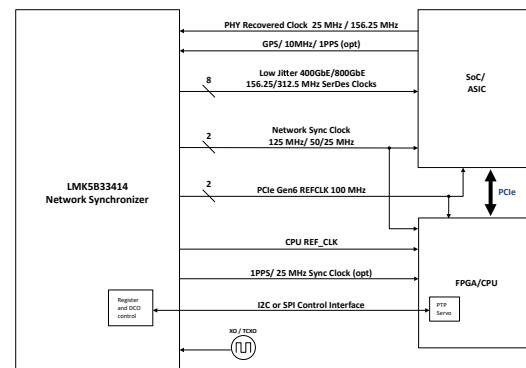 PHY Recovered Clock 25 MHz / 156.25 MHz
GPS/ 10MHz/ 1PPS (opt)
8
Low Jitter 400GbE/800GbE
156.25/312.5 MHz SerDes Clocks
SoC/
ASIC
2
Network Sync Clock
125 MHz/ 50/25 MHz
LMK5B33414
Network Synchronizer
2
PCIe Gen6 REFCLK 100 MHz
PCIe
CPU REF_CLK
1PPS/ 25 MHz Sync Clock (opt)
FPGA/CPU
Register
and DCO
control
I2C or SPI Control Interface
PTP
Servo
XO / TCXO